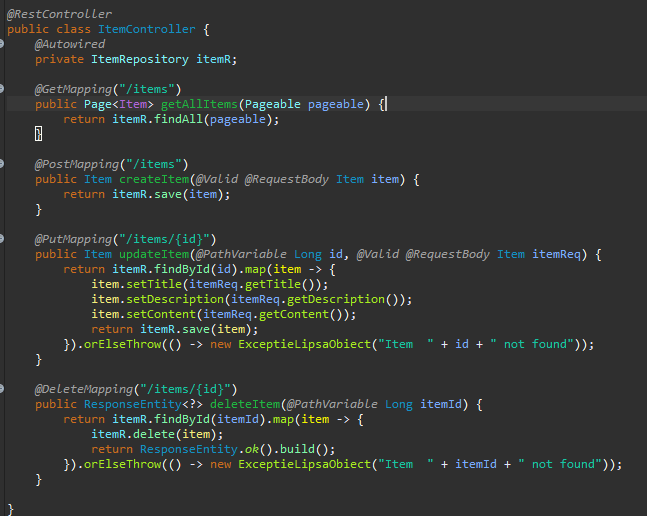 @RestController
public class ItemController {
@Autowired
private ItemRepository itemR;
@GetMapping("/items")
public Page<Item> getAllItems(Pageable pageable) {
return itemR.findAll(pageable);
}
@PostMapping("/items")
public Item createItem(@Valid @RequestBody Item item) {
return itemR.save(item);
}
@PutMapping("/items/{id}")
public Item updateItem(@PathVariable Long id, @Valid @RequestBody Item itemReq) {
return itemR.findById(id).map(item -> {
item.setTitle(itemReq.getTitle());
item.setDescription(itemReq.getDescription());
item.setContent(itemReq.getContent());
return itemR.save(item);
}).orElseThrow(() -> new ExceptieLipsaObiect("Item  " + id + " not found"));
}
@DeleteMapping("/items/{id}")
public ResponseEntity<?> deleteItem(@PathVariable Long itemId) {
return itemR.findById(itemId).map(item -> {
itemR.delete(item);
return ResponseEntity.ok().build();
}).orElseThrow(() -> new ExceptieLipsaObiect("Item  " + itemId + " not found"));
}
}